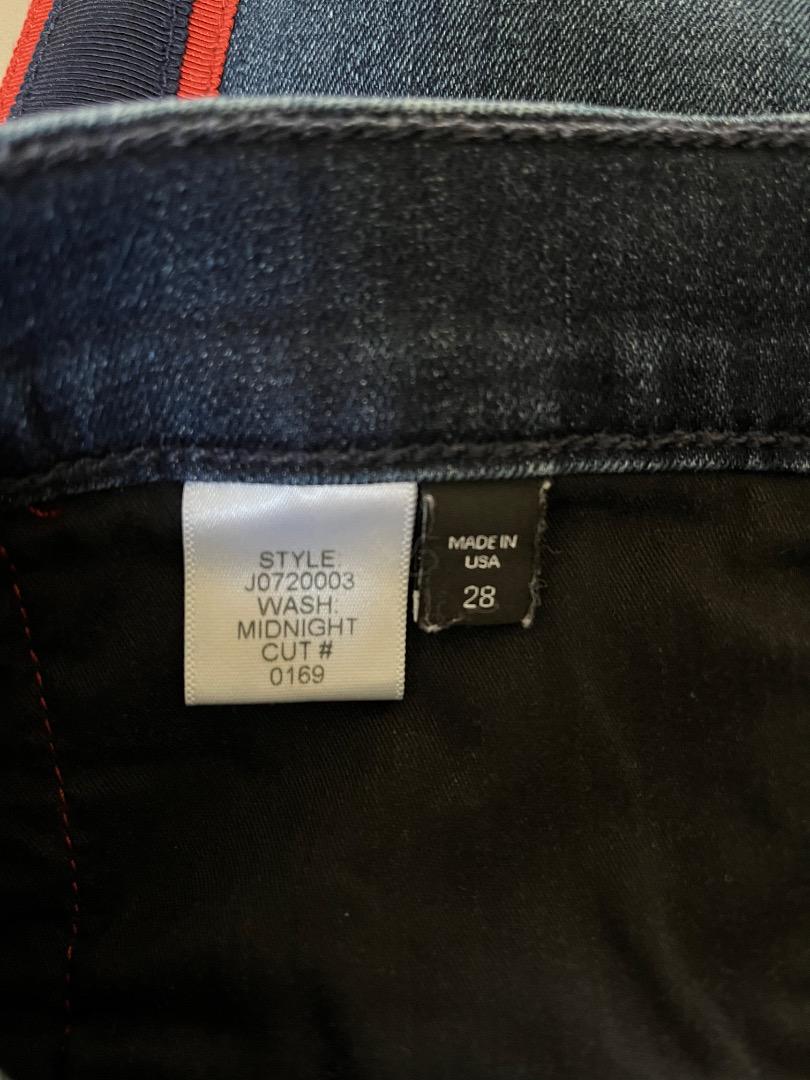 STYLE:
J0720003
WASH:
MIDNIGHT
CUT #
0169
MADE IN
USA
28